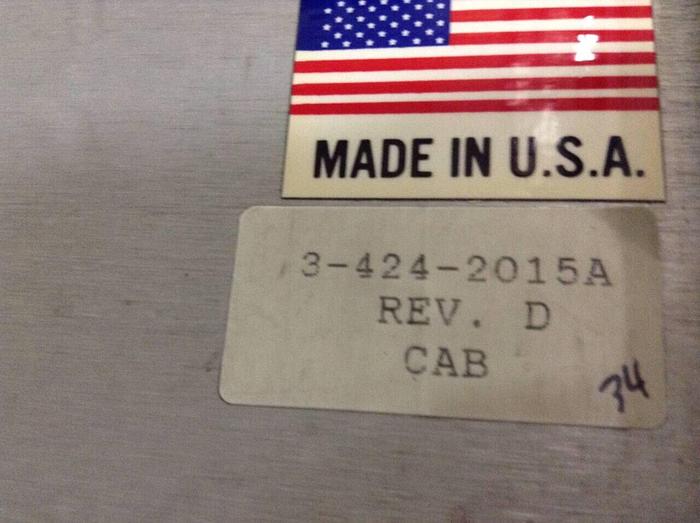 MADE IN U.S.A.
3-424-2015A
REV. D
CAB
34